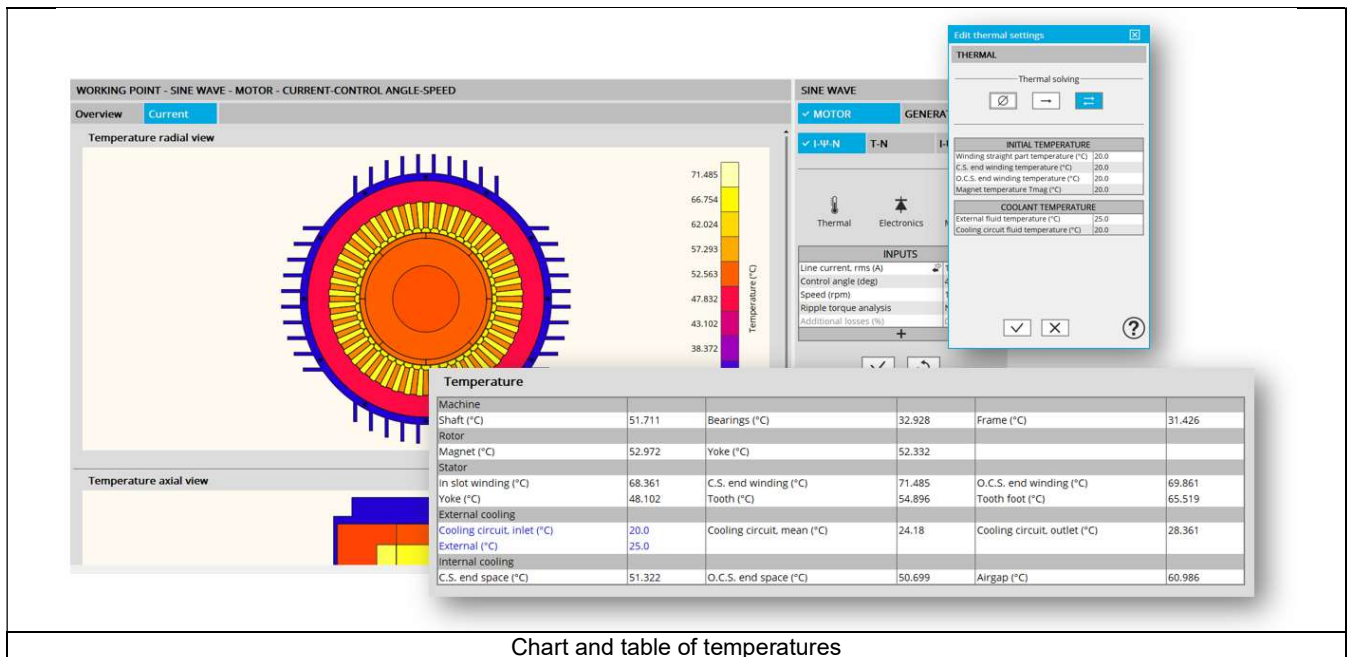 Edit thermal settings
THERMAL
Thermal solving
INITIAL TEMPERATURE
Winding straight part temperature (°C) 20.0
C.S. end winding temperature (°C) 20.0
O.C.S. end winding temperature (°C) 20.0
Magnet temperature Tmag (°C) 20.0
COOLANT TEMPERATURE
External fluid temperature (°C) 25.0
Cooling circuit fluid temperature (°C) 20.0
?
WORKING POINT - SINE WAVE - MOTOR - CURRENT-CONTROL ANGLE-SPEED
Overview Current
Temperature radial view
71.485
66.754
62.024
57.293
52.563
47.832
43.102
38.372
Temperature (°C)
SINE WAVE
MOTOR
I-Ψ-N T-N
Thermal Electronics
INPUTS
Line current, rms (A)
Control angle (deg)
Speed (rpm)
Ripple torque analysis
Additional losses (%)
+
Temperature axial view
Temperature
Machine
Shaft (°C) 51.711 Bearings (°C) 32.928 Frame (°C) 31.426
Rotor
Magnet (°C) 52.972 Yoke (°C) 52.332
Stator
In slot winding (°C) 68.361 C.S. end winding (°C) 71.485 O.C.S. end winding (°C) 69.861
Yoke (°C) 48.102 Tooth (°C) 54.896 Tooth foot (°C) 65.519
External cooling
Cooling circuit, inlet (°C) 20.0 Cooling circuit, mean (°C) 24.18 Cooling circuit, outlet (°C) 28.361
External (°C) 25.0
Internal cooling
C.S. end space (°C) 51.322 O.C.S. end space (°C) 50.699 Airgap (°C) 60.986
Chart and table of temperatures